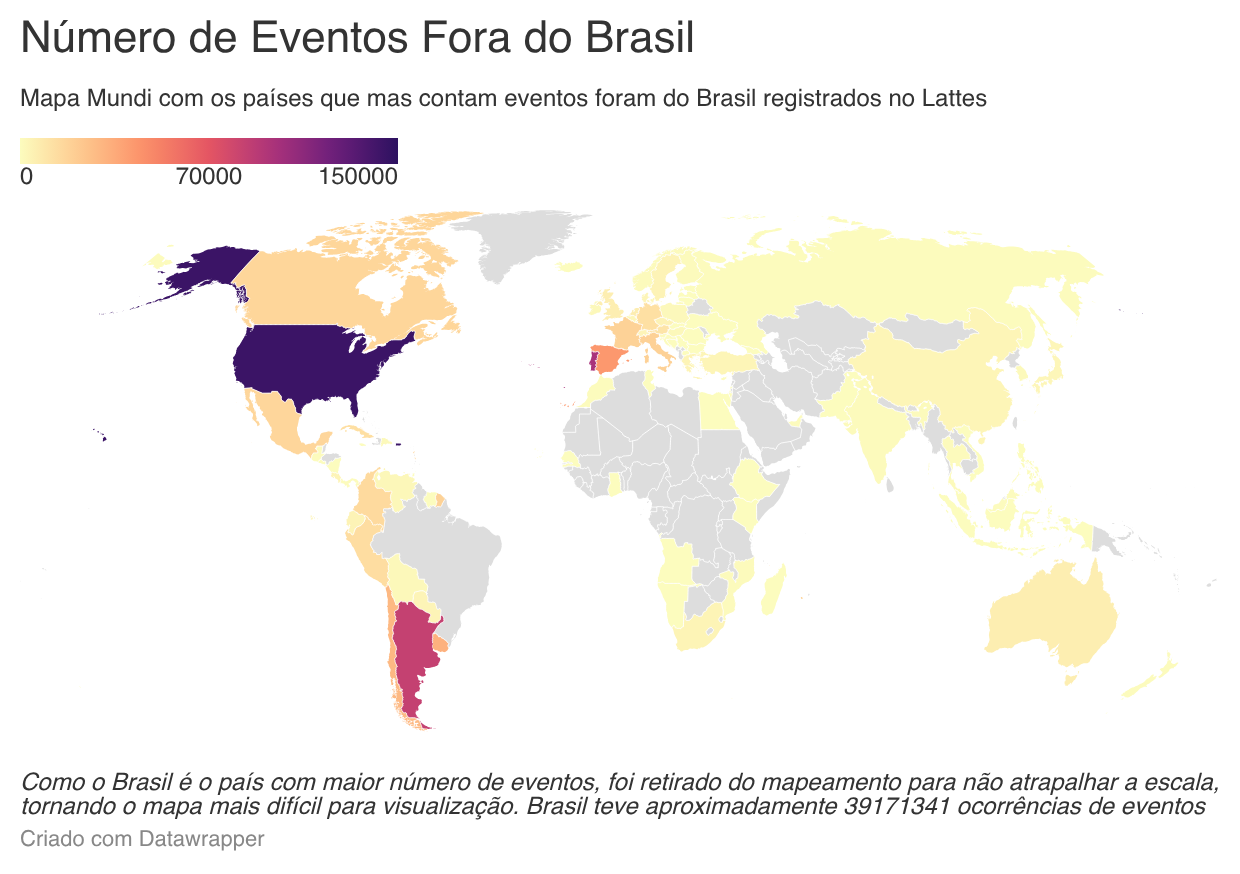 Número de Eventos Fora do Brasil
Mapa Mundi com os países que mas contam eventos foram do Brasil registrados no Lattes
0 70000 150000
Como o Brasil é o país com maior número de eventos, foi retirado do mapeamento para não atrapalhar a escala,
tornando o mapa mais difícil para visualização. Brasil teve aproximadamente 39171341 ocorrências de eventos
Criado com Datawrapper